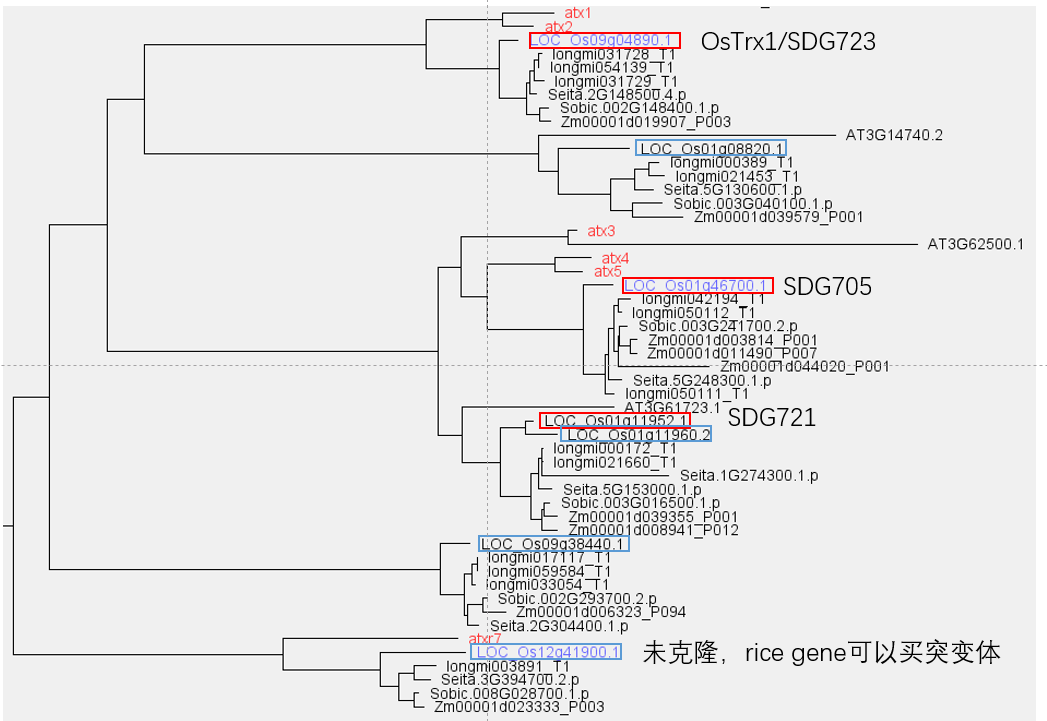 atx1
atx2
LOC_Os09g04890.1 OsTrx1/SDG723
longmi031728_T1
longmi054139_T1
longmi031729_T1
Seita.2G148500.4.p
Sobic.002G148400.1.p
Zm00001d019907_P003
AT3G14740.2
LOC_Os01g08820.1
longmi000389_T1
longmi021453_T1
Seita.5G130600.1.p
Sobic.003G040100.1.p
Zm00001d039579_P001
atx3
AT3G62500.1
atx4
atx5
LOC_Os01g46700.1 SDG705
longmi042194_T1
longmi050112_T1
Sobic.003G241700.2.p
Zm00001d003814_P001
Zm00001d011490_P007
Zm00001d044020_P001
Seita.5G248300.1.p
longmi050111_T1
AT3G61723.1
LOC_Os01g11952.1 SDG721
LOC_Os01g11960.2
longmi000172_T1
longmi021660_T1
Seita.1G274300.1.p
Seita.5G153000.1.p
Sobic.003G016500.1.p
Zm00001d039355_P001
Zm00001d008941_P012
LOC_Os09g38440.1
longmi017117_T1
longmi059584_T1
longmi033054_T1
Sobic.002G293700.2.p
Zm00001d006323_P094
Seita.2G304400.1.p
atxr7
LOC_Os12g41900.1 未克隆，rice gene可以买突变体
longmi003891_T1
Seita.3G394700.2.p
Sobic.008G028700.1.p
Zm00001d023333_P003